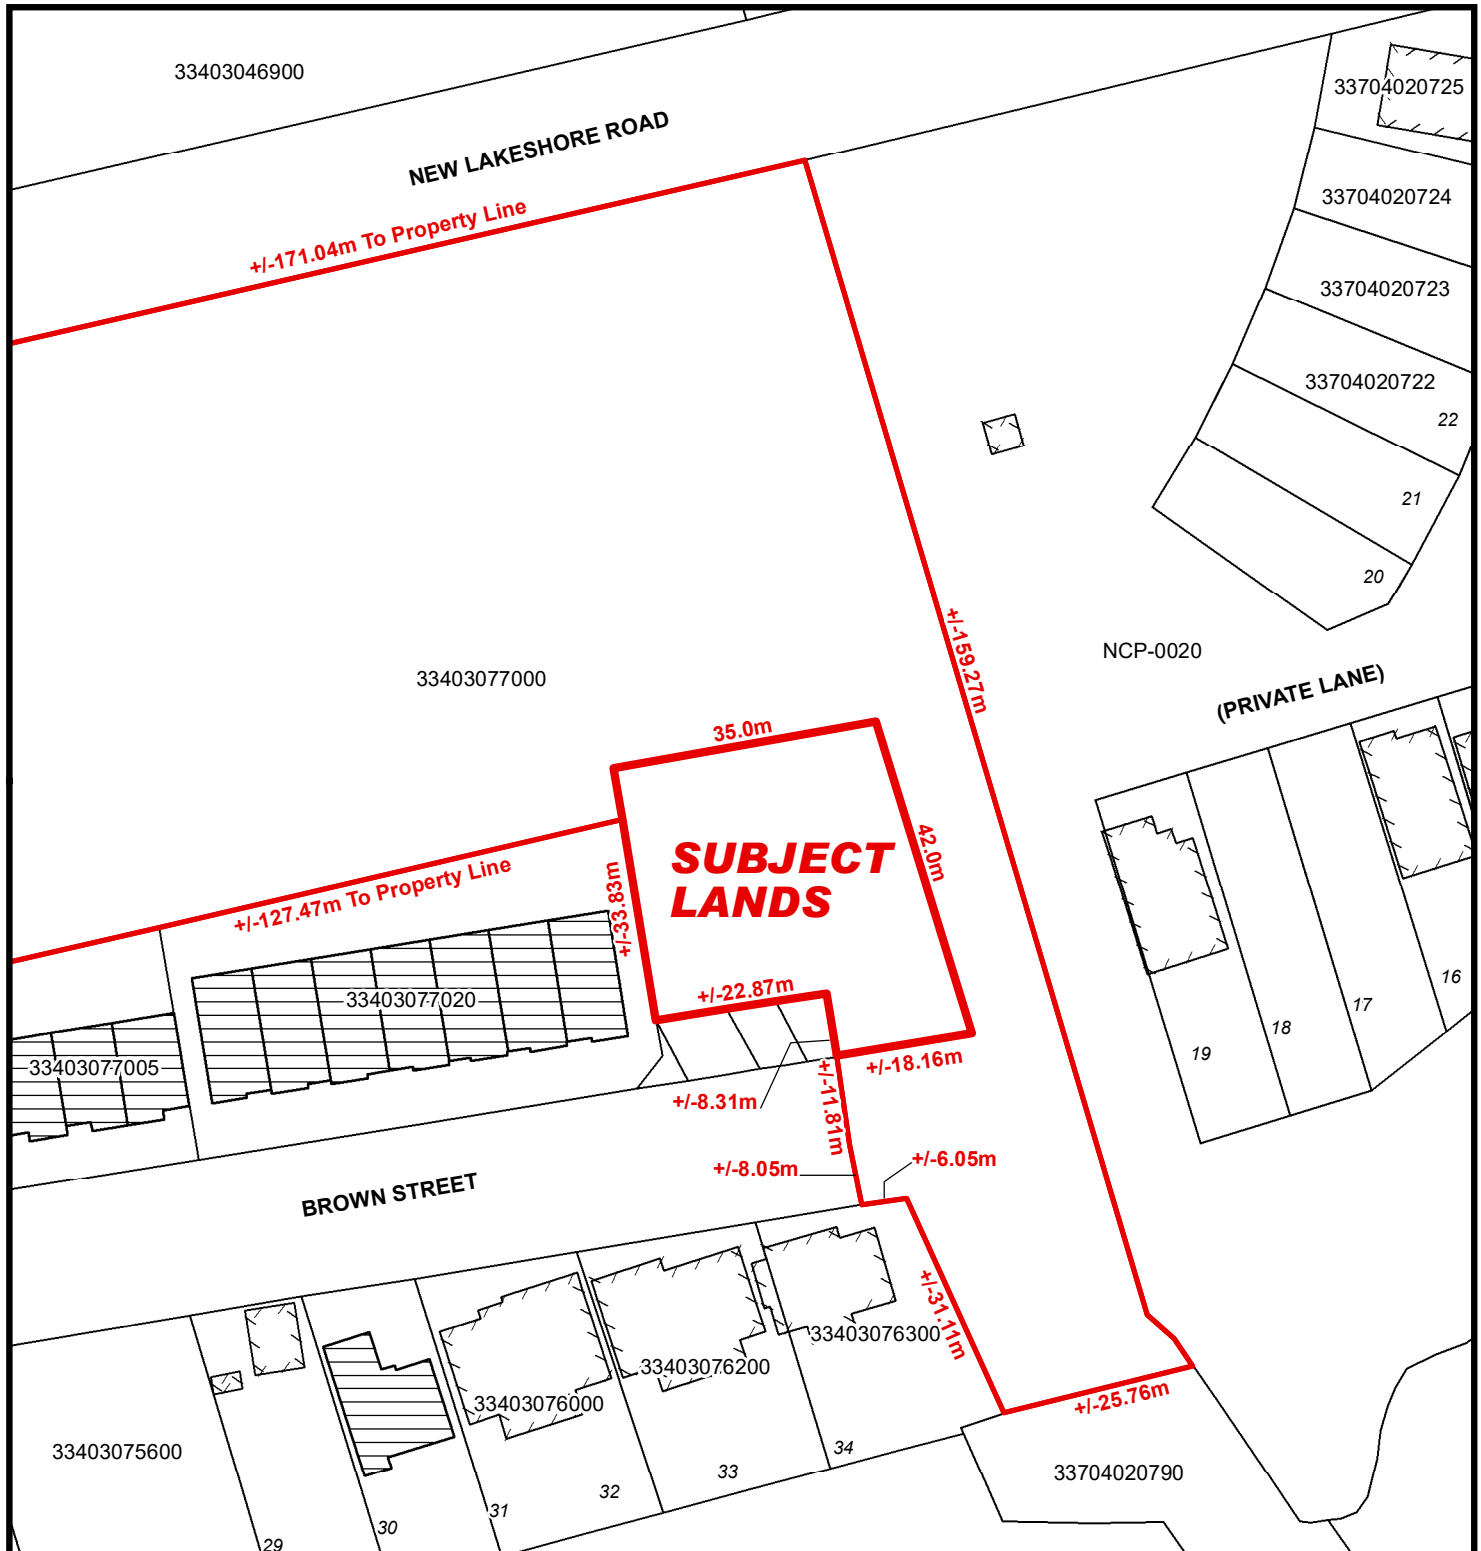 33403046900
33704020725
NEW LAKESHORE ROAD
33704020724
+/-171.04m To Property Line
33704020723
33704020722
22
21
20
+/-159.27m
NCP-0020
33403077000
(PRIVATE LANE)
35.0m
SUBJECT
LANDS
42.0m
+/-127.47m To Property Line
+/-33.83m
16
+/-22.87m
33403077020
17
18
19
33403077005
+/-18.16m
+/-8.31m
+/-11.81m
+/-8.05m
+/-6.05m
BROWN STREET
+/-31.11m
33403076300
33403076200
33403076000
+/-25.76m
33403075600
34
33
33704020790
32
31
30
29